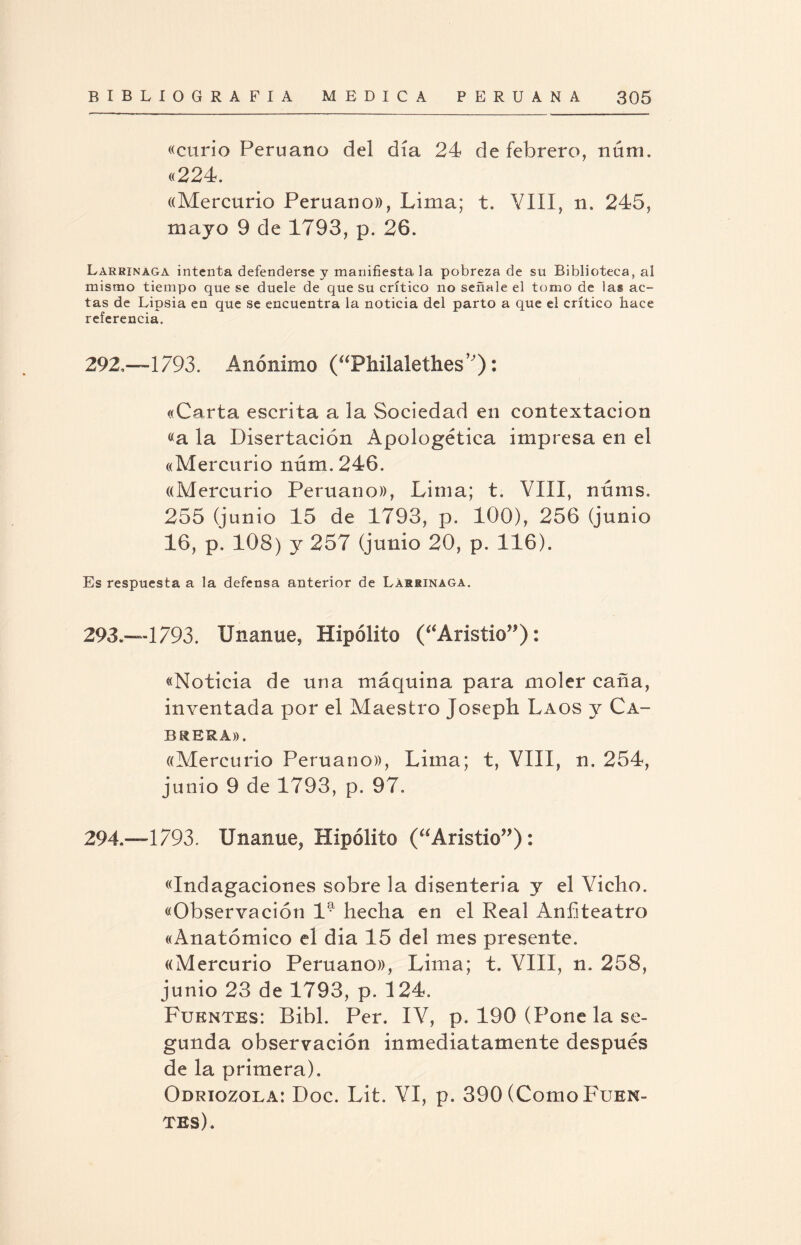 BIBLIOGRAFIA MEDICA PERUANA 305
«curio Peruano del día 24 de febrero, núm.
«224.
«Mercurio Peruano», Lima; t. VIII, n. 245,
mayo 9 de 1793, p. 26.
LARRINAGA intenta defenderse y manifiesta la pobreza de su Biblioteca, al
mismo tiempo que se duele de que su crítico no señale el tomo de las ac-
tas de Lipsia en que se encuentra la noticia del parto a que el crítico hace
referencia.
292.—1793. Anónimo (“Philalethes”):
«Carta escrita a la Sociedad en contextacion
«a la Disertación Apologética impresa en el
«Mercurio núm. 246.
«Mercurio Peruano», Lima; t. VIII, núms.
255 (junio 15 de 1793, p. 100), 256 (junio
16, p. 108) y 257 (junio 20, p. 116).
Es respuesta a la defensa anterior de LARRINAGA.
293.—1793. Unanue, Hipólito (“Aristio”):
«Noticia de una máquina para moler caña,
inventada por el Maestro Joseph LAOS y CA-
BRERA».
«Mercurio Peruano», Lima; t, VIII, n. 254,
junio 9 de 1793, p. 97.
294.—1793. Unanue, Hipólito (“Aristio”):
«Indagaciones sobre la disenteria y el Vicho.
«Observación 1ª hecha en el Real Anfiteatro
«Anatómico el dia 15 del mes presente.
«Mercurio Peruano», Lima; t. VIII, n. 258,
junio 23 de 1793, p. 124.
FUENTES: Bibl. Per. IV, p. 190 (Pone la se-
gunda observación inmediatamente después
de la primera).
ODRIOZOLA: Doc. Lit. VI, p. 390 (Como FUEN-
TES).